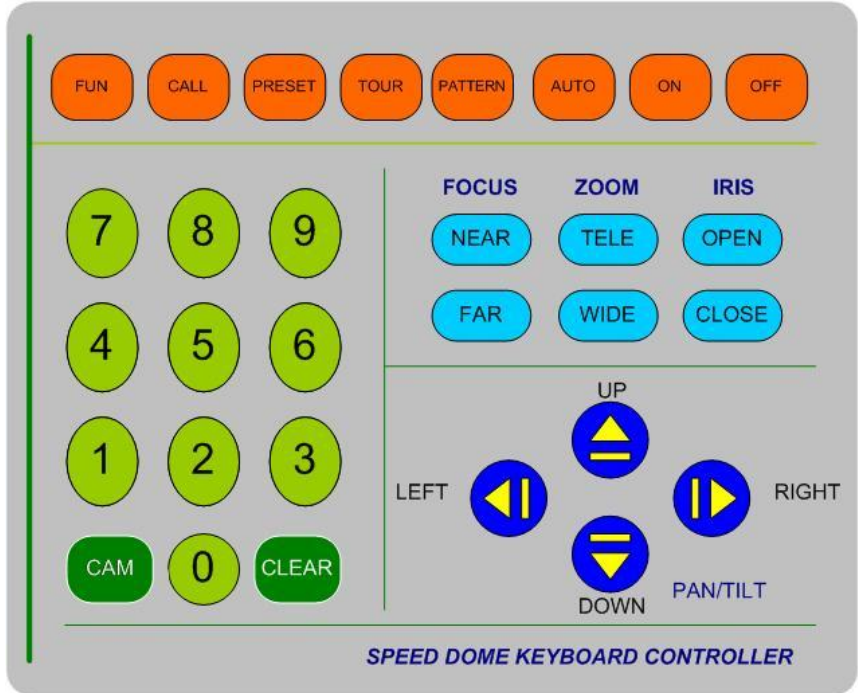 FUN CALL PRESET TOUR PATTERN AUTO ON OFF
7 8 9
4 5 6
1 2 3
CAM 0 CLEAR
FOCUS ZOOM IRIS
NEAR TELE OPEN
FAR WIDE CLOSE
UP
LEFT RIGHT
DOWN PAN/TILT
SPEED DOME KEYBOARD CONTROLLER